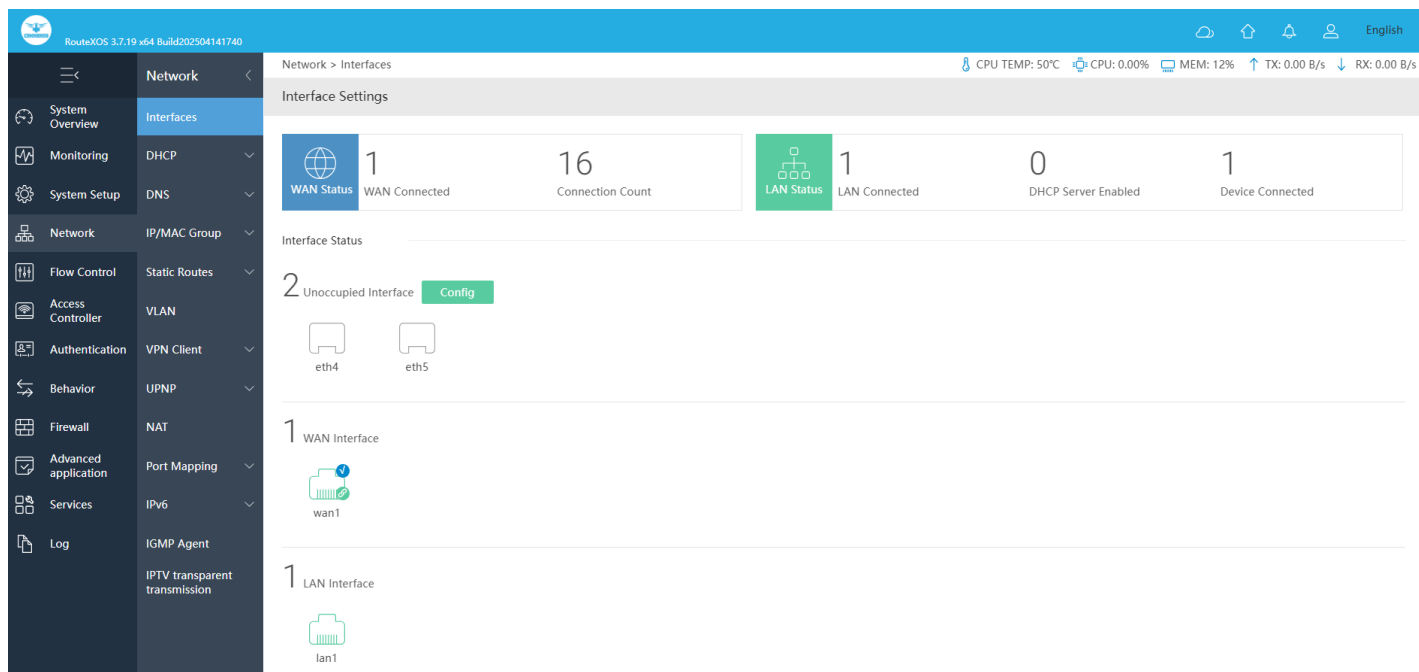 RouteXOS 3.7.19 x64 Build202504141740
English
Network
Network > Interfaces
CPU TEMP: 50℃ CPU: 0.00% MEM: 12% TX: 0.00 B/s RX: 0.00 B/s
Interface Settings
System
Overview
Monitoring
System Setup
Network
Flow Control
Access
Controller
Authentication
Behavior
Firewall
Advanced
application
Services
Log
Interfaces
DHCP
DNS
IP/MAC Group
Static Routes
VLAN
VPN Client
UPNP
NAT
Port Mapping
IPv6
IGMP Agent
IPTV transparent
transmission
WAN Status
1
WAN Connected
16
Connection Count
LAN Status
1
LAN Connected
0
DHCP Server Enabled
1
Device Connected
Interface Status
2 Unoccupied Interface Config
eth4 eth5
1 WAN Interface
wan1
1 LAN Interface
lan1